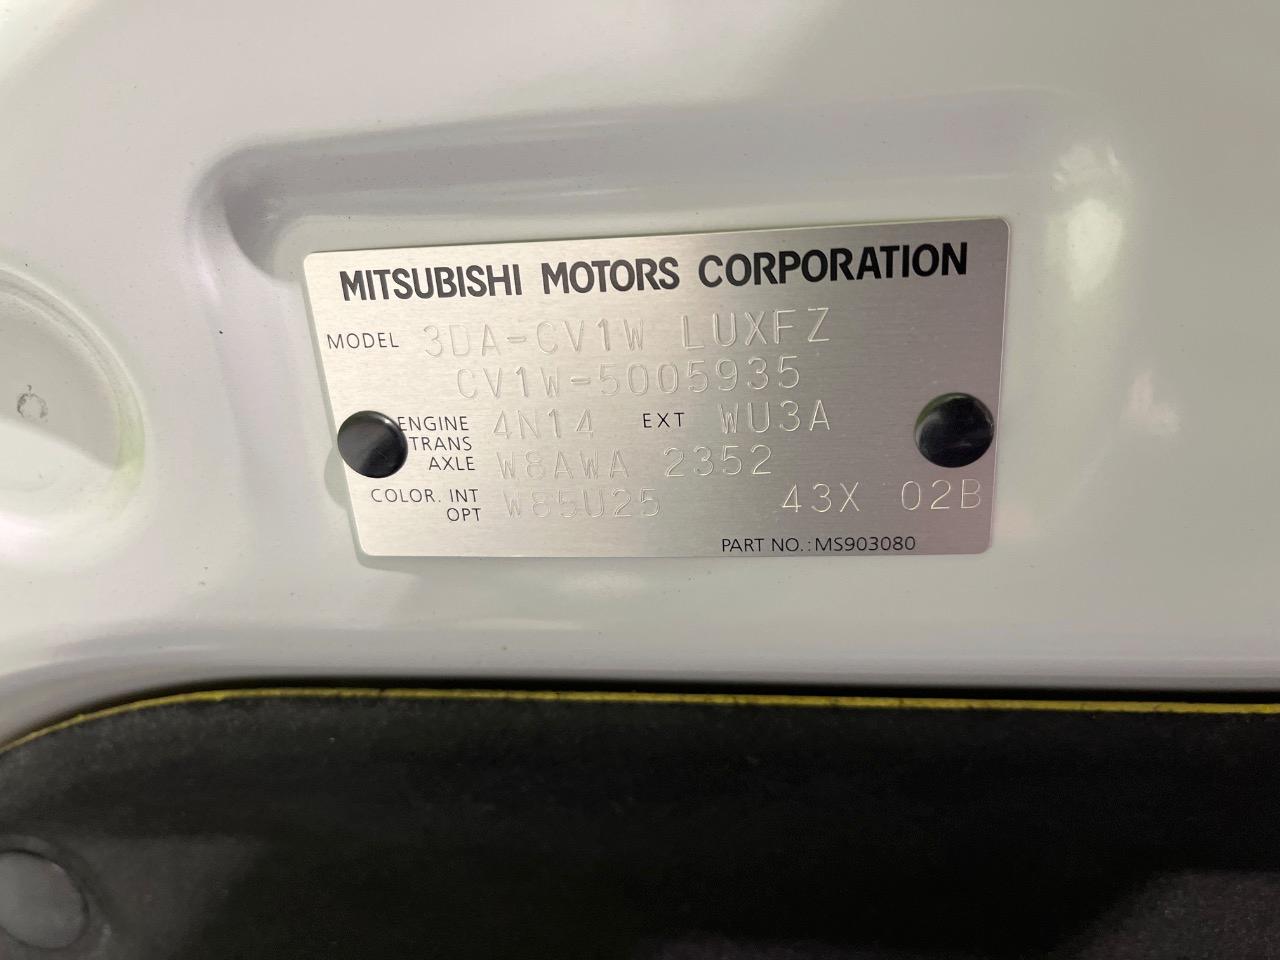 MITSUBISHI MOTORS CORPORATION
MODEL 3DA-CV1W LUXFZ
CV1W-5005935
ENGINE 4N14 EXT WU3A
TRANS
AXLE W8AWA 2352
COLOR. INT W85U25 43X 02B
OPT
PART NO.:MS903080